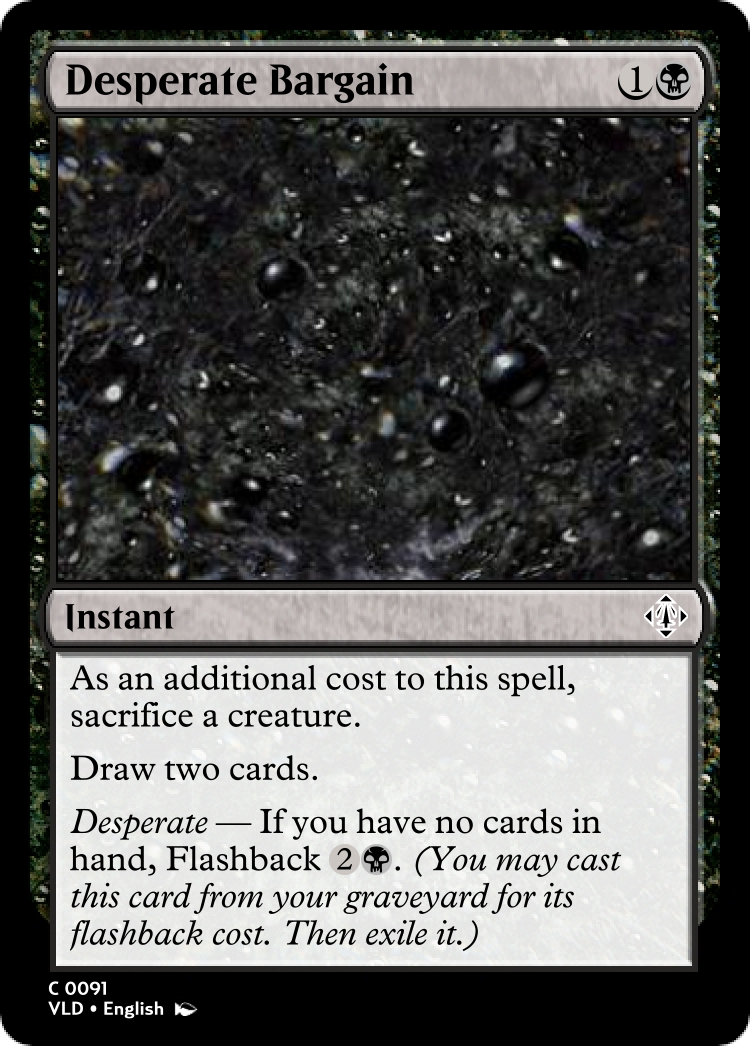 Desperate Bargain 1
Instant
As an additional cost to this spell,
sacrifice a creature.
Draw two cards.
Desperate — If you have no cards in
hand, Flashback 2. (You may cast
this card from your graveyard for its
flashback cost. Then exile it.)
C 0091
VLD • English